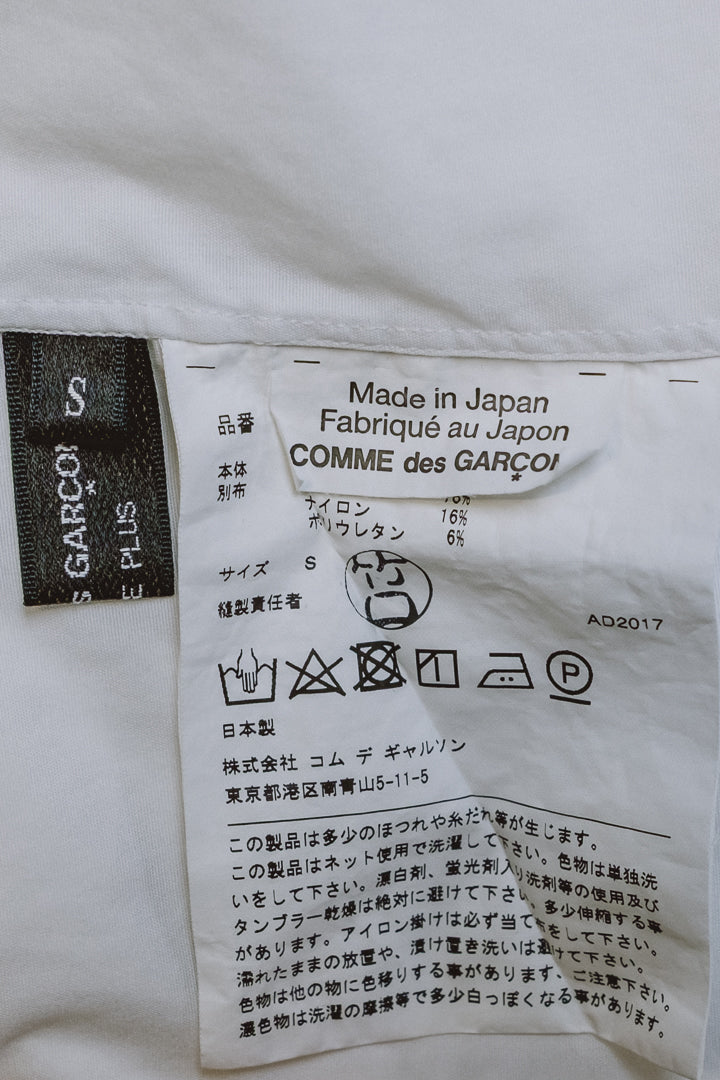 S
GARÇO
PLUS
Made in Japan
Fabriqué au Japon
COMME des GARÇO
品番
本体
別布
ナイロン 16%
ポリウレタン 6%
サイズ S
縫製責任者 竹口
AD2017
P
日本製
株式会社 コム デ ギャルソン
東京都港区南青山5-11-5
この製品は多少のほつれや糸だれ等が生じます。
この製品はネット使用で洗濯して下さい。色物は単独洗
いをして下さい。漂白剤、蛍光剤入り洗剤等の使用及び
タンブラー乾燥は絶対に避けて下さい。多少伸縮する事
があります。アイロン掛けは必ず当て布をして下さい。
濡れたままの放置や、漬け置き洗いは避けて下さい。
色物は他の物に色移りする事があります、ご注意下さい。
濃色物は洗濯の摩擦等で多少白っぽくなる事があります。